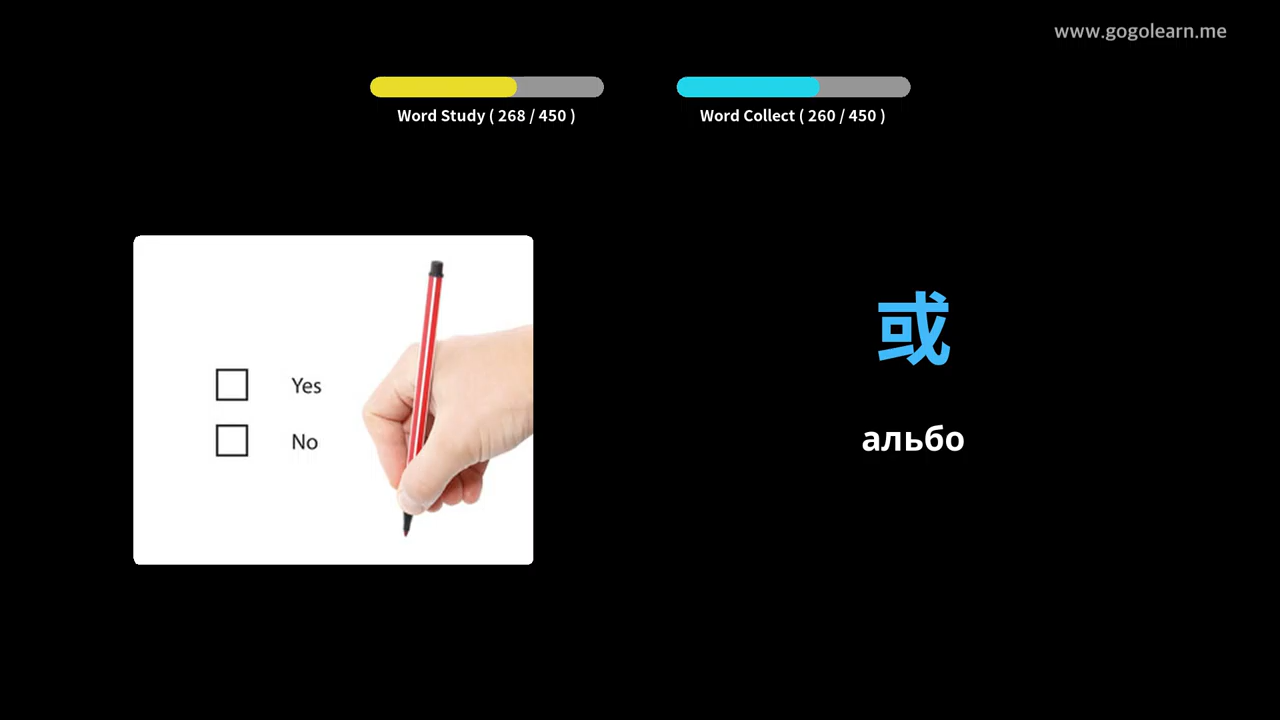 www.gogolearn.me
Word Study ( 268 / 450 )
Word Collect ( 260 / 450 )
Yes
No
或
альбо